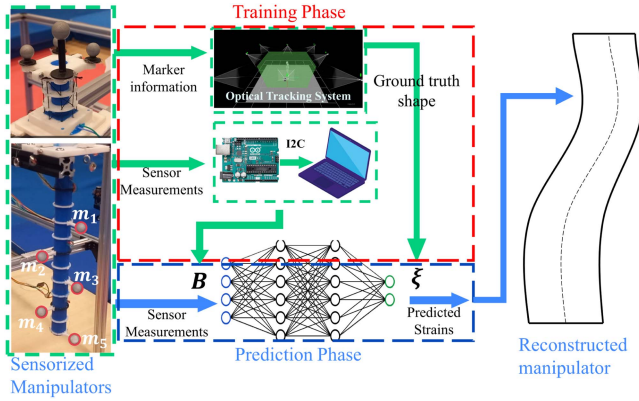 Training Phase
Marker
information
Optical Tracking System
Ground truth
shape
Sensor
Measurements
I2C
m1
m2
m3
m4
m5
B
ξ
Sensor
Measurements
Predicted
Strains
Prediction Phase
Sensorized
Manipulators
Reconstructed
manipulator